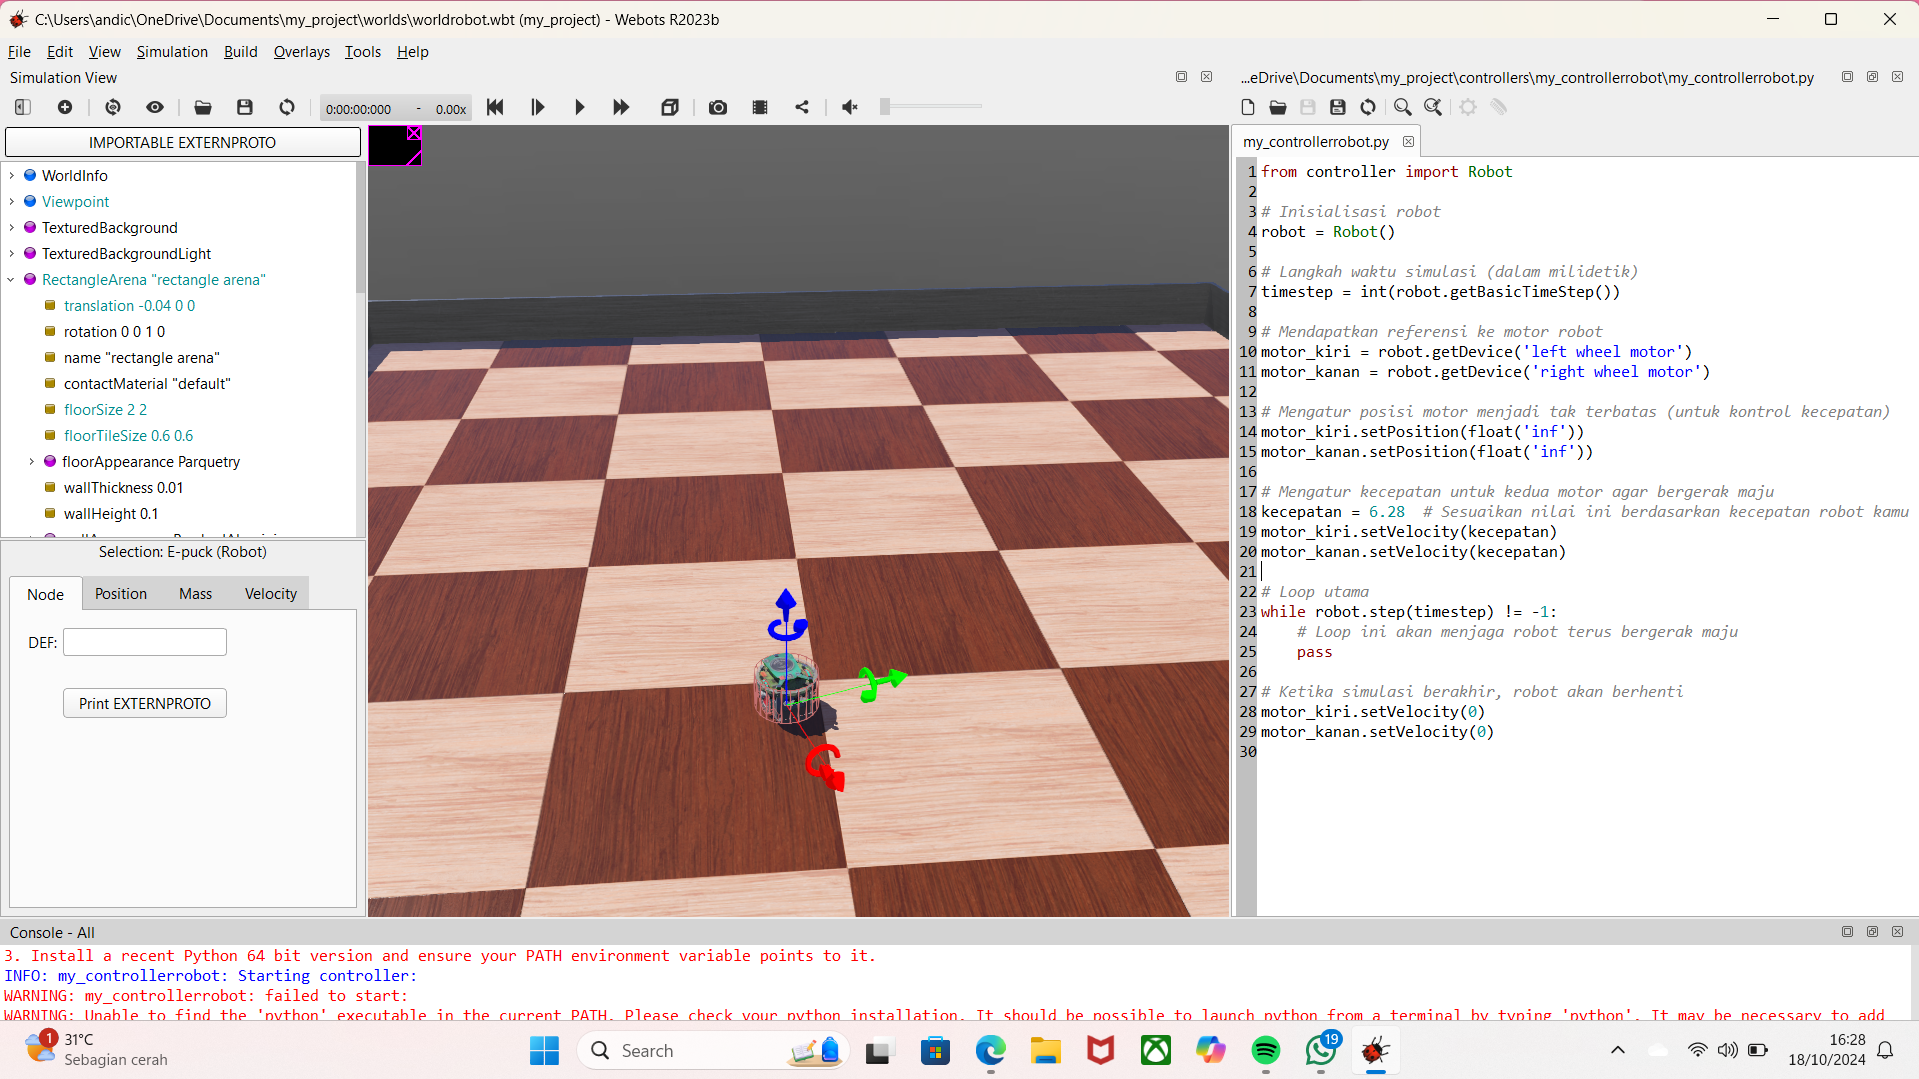 C:\Users\andic\OneDrive\Documents\my_project\worlds\worldrobot.wbt (my_project) - Webots R2023b
File Edit View Simulation Build Overlays Tools Help
Simulation View
0:00:00:000 - 0.00x
IMPORTABLE EXTERNPROTO
WorldInfo
Viewpoint
TexturedBackground
TexturedBackgroundLight
RectangleArena "rectangle arena"
translation -0.04 0 0
rotation 0 0 1 0
name "rectangle arena"
contactMaterial "default"
floorSize 2 2
floorTileSize 0.6 0.6
floorAppearance Parquetry
wallThickness 0.01
wallHeight 0.1
Selection: E-puck (Robot)
Node Position Mass Velocity
DEF:
Print EXTERNPROTO
...eDrive\Documents\my_project\controllers\my_controllerrobot\my_controllerrobot.py
my_controllerrobot.py
1 from controller import Robot
2
3 # Inisialisasi robot
4 robot = Robot()
5
6 # Langkah waktu simulasi (dalam milidetik)
7 timestep = int(robot.getBasicTimeStep())
8
9 # Mendapatkan referensi ke motor robot
10 motor_kiri = robot.getDevice('left wheel motor')
11 motor_kanan = robot.getDevice('right wheel motor')
12
13 # Mengatur posisi motor menjadi tak terbatas (untuk kontrol kecepatan)
14 motor_kiri.setPosition(float('inf'))
15 motor_kanan.setPosition(float('inf'))
16
17 # Mengatur kecepatan untuk kedua motor agar bergerak maju
18 kecepatan = 6.28  # Sesuaikan nilai ini berdasarkan kecepatan robot kamu
19 motor_kiri.setVelocity(kecepatan)
20 motor_kanan.setVelocity(kecepatan)
21
22 # Loop utama
23 while robot.step(timestep) != -1:
24     # Loop ini akan menjaga robot terus bergerak maju
25     pass
26
27 # Ketika simulasi berakhir, robot akan berhenti
28 motor_kiri.setVelocity(0)
29 motor_kanan.setVelocity(0)
30
Console - All
3. Install a recent Python 64 bit version and ensure your PATH environment variable points to it.
INFO: my_controllerrobot: Starting controller:
WARNING: my_controllerrobot: failed to start:
WARNING: Unable to find the 'python' executable in the current PATH. Please check your python installation. It should be possible to launch python from a terminal by typing 'python'. It may be necessary to add
1
31°C
Sebagian cerah
Search
19
16:28
18/10/2024